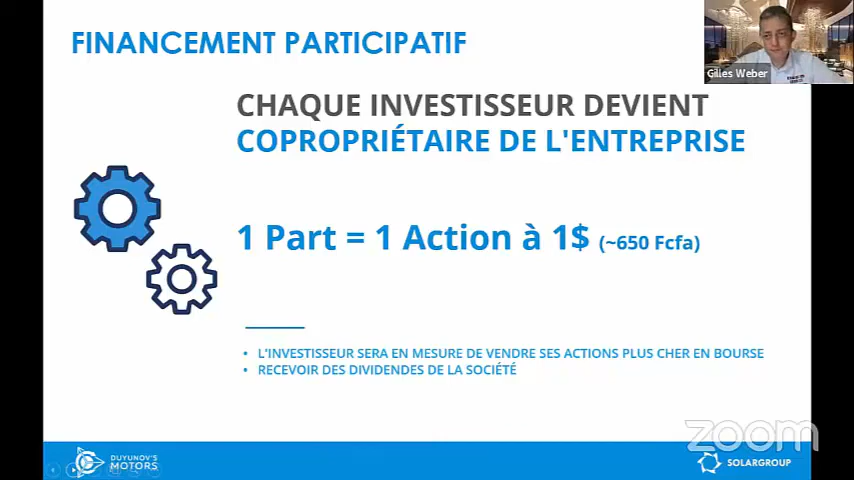 FINANCEMENT PARTICIPATIF
Gilles Weber
CHAQUE INVESTISSEUR DEVIENT
COPROPRIÉTAIRE DE L'ENTREPRISE
1 Part = 1 Action à 1$ (~650 Fcfa)
• L'INVESTISSEUR SERA EN MESURE DE VENDRE SES ACTIONS PLUS CHER EN BOURSE
• RECEVOIR DES DIVIDENDES DE LA SOCIÉTÉ
zoom
DUYUNOV'S
MOTORS
SOLARGROUP